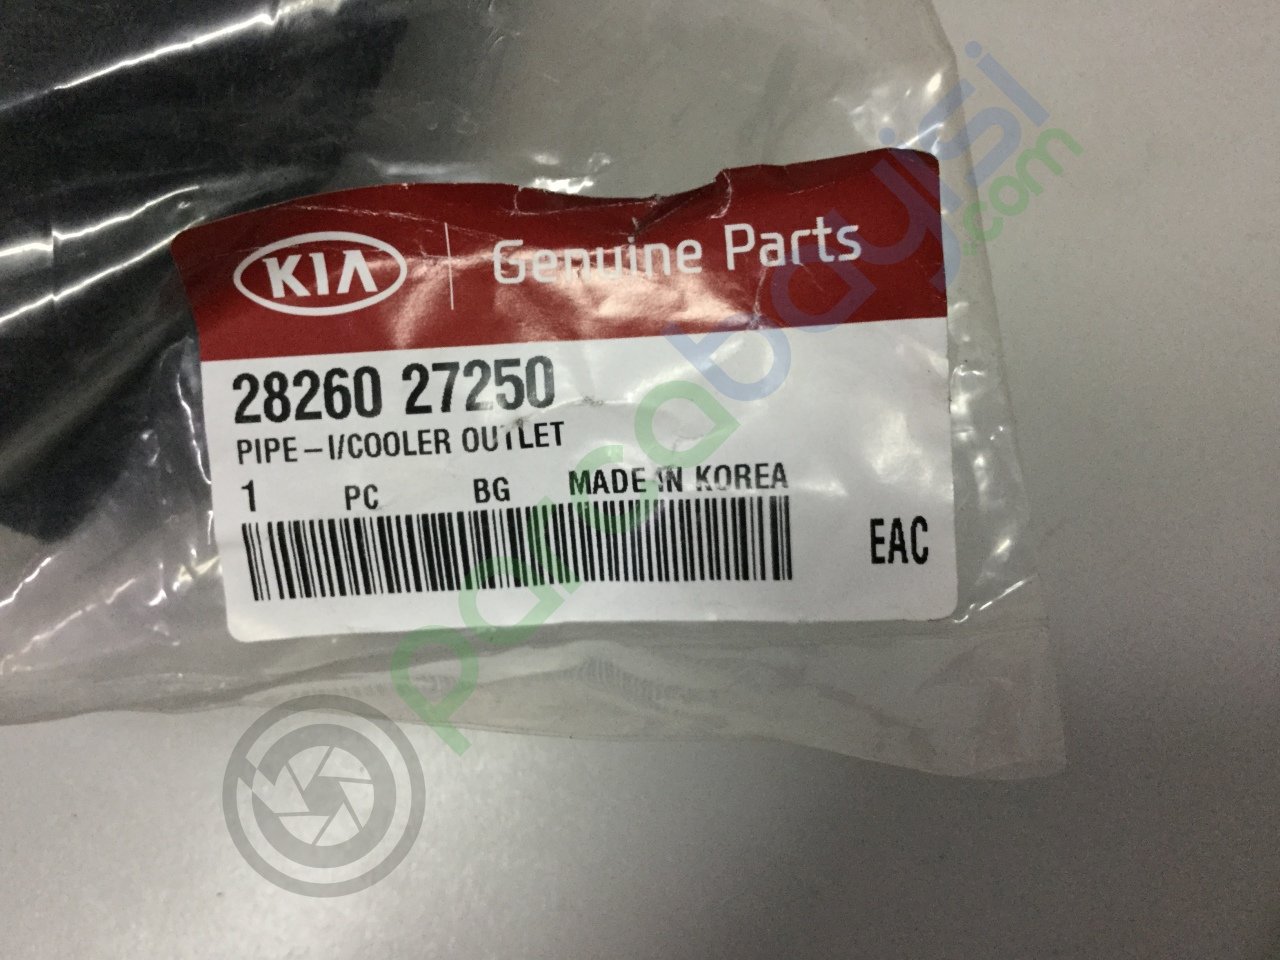 KIA Genuine Parts
28260 27250
PIPE-I/COOLER OUTLET
1 PC BG MADE IN KOREA
EAC
parcabayisi.com